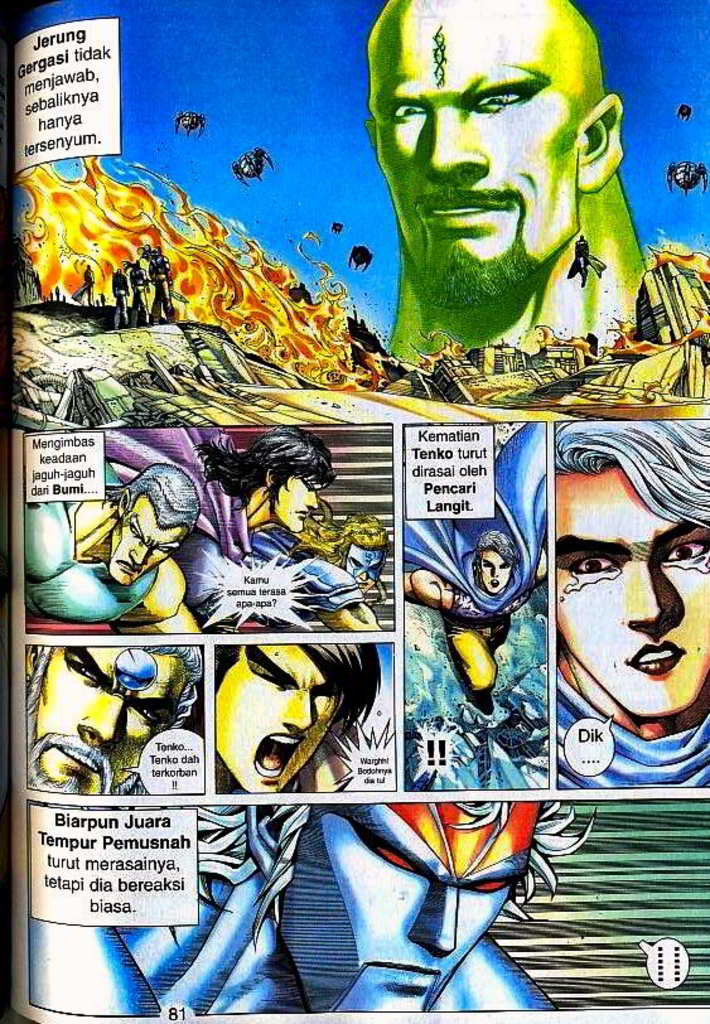 Jerung
Gergasi tidak
menjawab,
sebaliknya
hanya
tersenyum.
Mengimbas
keadaan
jaguh-jaguh
dari Bumi....
Kamu
semua terasa
apa-apa?
Kematian
Tenko turut
dirasai oleh
Pencari
Langit.
!!
Dik
....
Tenko...
Tenko dah
terkorban
!!
Warghh!
Bodohnya
dia tu!
Biarpun Juara
Tempur Pemusnah
turut merasainya,
tetapi dia bereaksi
biasa.
!!
81